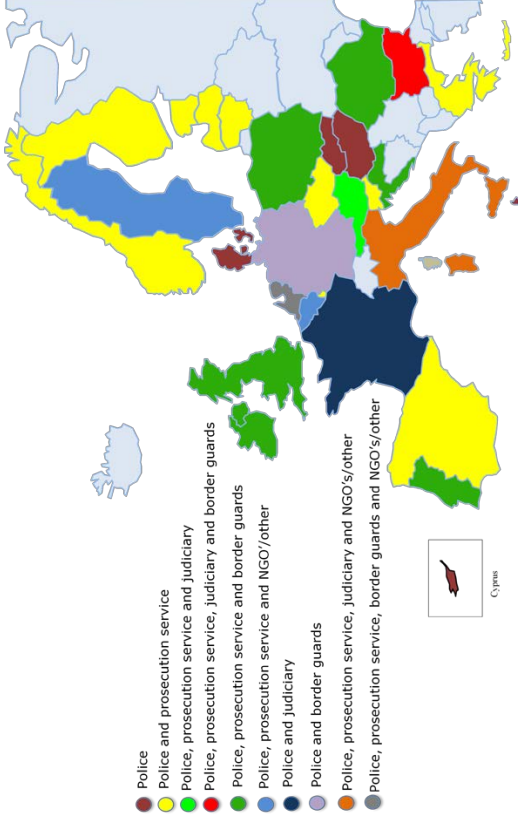 Police
Police and prosecution service
Police, prosecution service and judiciary
Police, prosecution service, judiciary and border guards
Police, prosecution service and border guards
Police, prosecution service and NGO'/other
Police and judiciary
Police and border guards
Police, prosecution service, judiciary and NGO's/other
Police, prosecution service, border guards and NGO's/other
Cyprus